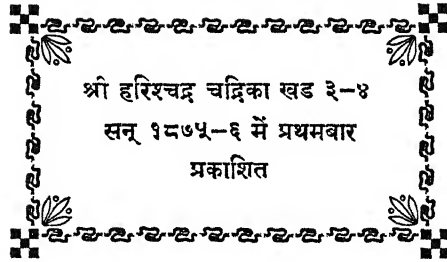 श्री हरिश्चद्र चद्रिका खड ३–४
सन् १८७५–६ में प्रथमबार
प्रकाशित